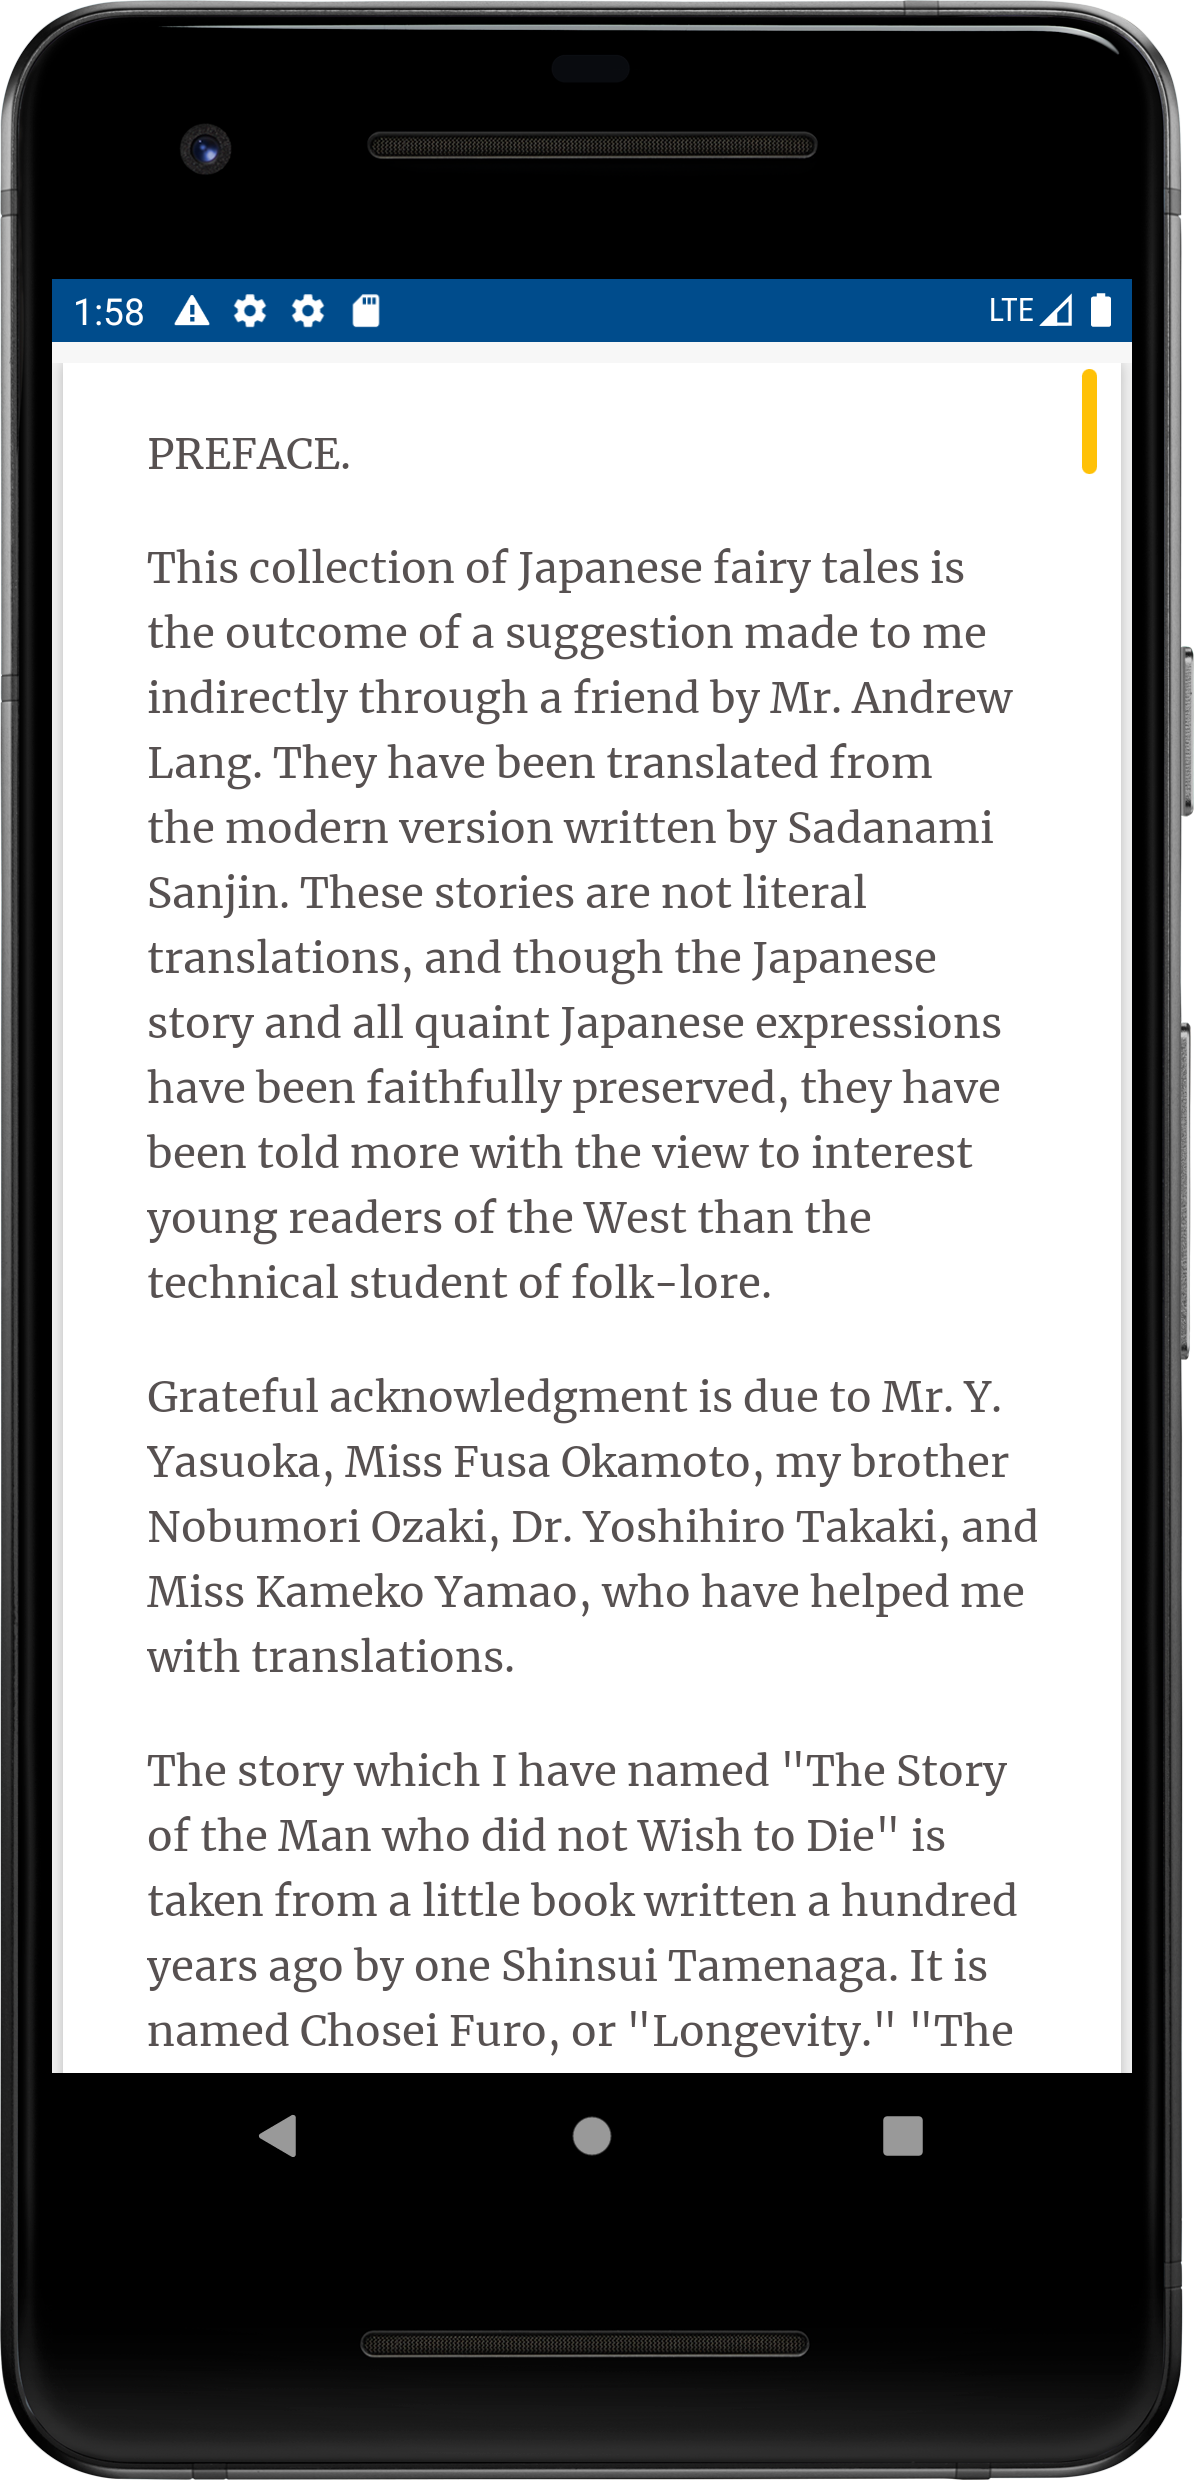 1:58
LTE
PREFACE.
This collection of Japanese fairy tales is
the outcome of a suggestion made to me
indirectly through a friend by Mr. Andrew
Lang. They have been translated from
the modern version written by Sadanami
Sanjin. These stories are not literal
translations, and though the Japanese
story and all quaint Japanese expressions
have been faithfully preserved, they have
been told more with the view to interest
young readers of the West than the
technical student of folk-lore.
Grateful acknowledgment is due to Mr. Y.
Yasuoka, Miss Fusa Okamoto, my brother
Nobumori Ozaki, Dr. Yoshihiro Takaki, and
Miss Kameko Yamao, who have helped me
with translations.
The story which I have named "The Story
of the Man who did not Wish to Die" is
taken from a little book written a hundred
years ago by one Shinsui Tamenaga. It is
named Chosei Furo, or "Longevity." "The